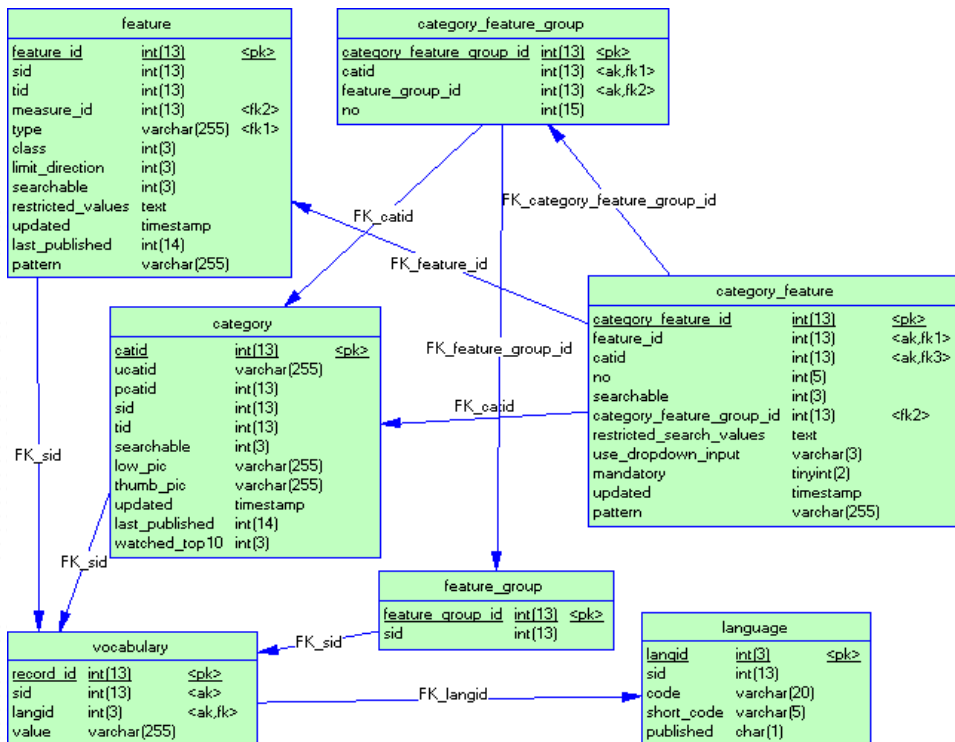 feature
feature_id int(13) <pk>
sid int(13)
tid int(13)
measure_id int(13) <fk2>
type varchar(255) <fk1>
class int(3)
limit_direction int(3)
searchable int(3)
restricted_values text
updated timestamp
last_published int(14)
pattern varchar(255)
category_feature_group
category_feature_group_id int(13) <pk>
catid int(13) <ak,fk1>
feature_group_id int(13) <ak,fk2>
no int(15)
FK_category_feature_group_id
FK_catid
FK_feature_id
category_feature
category_feature_id int(13) <pk>
feature_id int(13) <ak,fk1>
catid int(13) <ak,fk3>
no int(5)
searchable int(3)
category_feature_group_id int(13) <fk2>
restricted_search_values text
use_dropdown_input varchar(3)
mandatory tinyint(2)
updated timestamp
pattern varchar(255)
category
catid int(13) <pk>
ucatid varchar(255)
pcatid int(13)
sid int(13)
tid int(13)
searchable int(3)
low_pic varchar(255)
thumb_pic varchar(255)
updated timestamp
last_published int(14)
watched_top10 int(3)
FK_feature_group_id
FK_catid
FK_sid
FK_sid
feature_group
feature_group_id int(13) <pk>
sid int(13)
FK_sid
vocabulary
record_id int(13) <pk>
sid int(13) <ak>
langid int(3) <ak,fk>
value varchar(255)
FK_langid
language
langid int(3) <pk>
sid int(13)
code varchar(20)
short_code varchar(5)
published char(1)